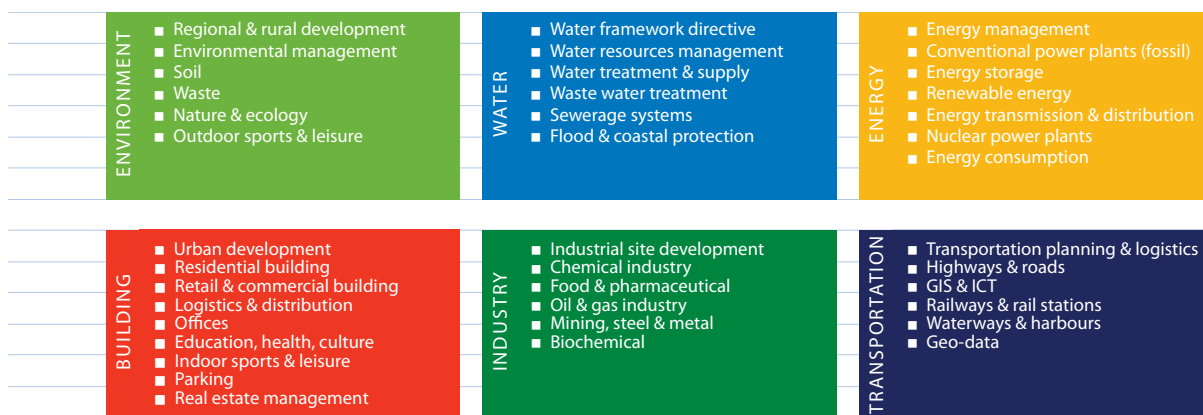 ENVIRONMENT
■ Regional & rural development
■ Environmental management
■ Soil
■ Waste
■ Nature & ecology
■ Outdoor sports & leisure
WATER
■ Water framework directive
■ Water resources management
■ Water treatment & supply
■ Waste water treatment
■ Sewerage systems
■ Flood & coastal protection
ENERGY
■ Energy management
■ Conventional power plants (fossil)
■ Energy storage
■ Renewable energy
■ Energy transmission & distribution
■ Nuclear power plants
■ Energy consumption
BUILDING
■ Urban development
■ Residential building
■ Retail & commercial building
■ Logistics & distribution
■ Offices
■ Education, health, culture
■ Indoor sports & leisure
■ Parking
■ Real estate management
INDUSTRY
■ Industrial site development
■ Chemical industry
■ Food & pharmaceutical
■ Oil & gas industry
■ Mining, steel & metal
■ Biochemical
TRANSPORTATION
■ Transportation planning & logistics
■ Highways & roads
■ GIS & ICT
■ Railways & rail stations
■ Waterways & harbours
■ Geo-data